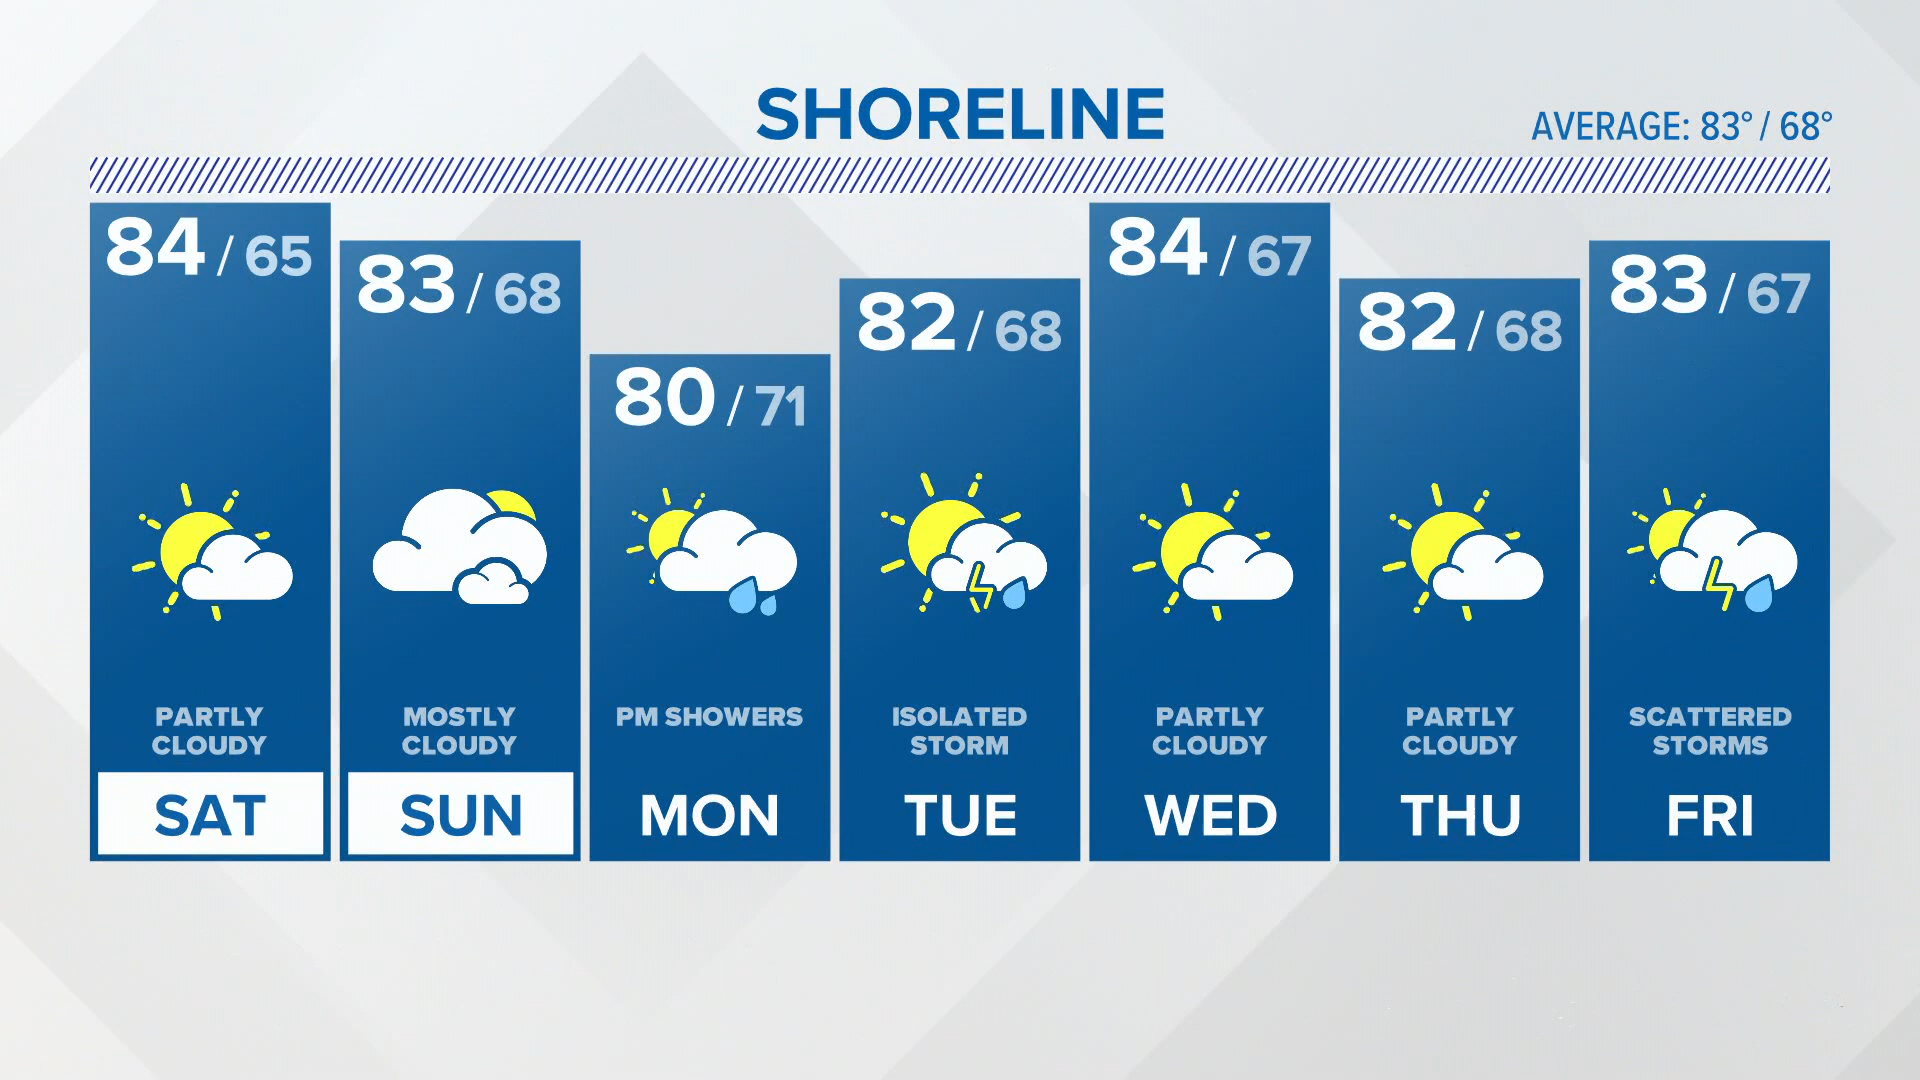 SHORELINE
AVERAGE: 83° / 68°
84 / 65
PARTLY
CLOUDY
SAT
83 / 68
MOSTLY
CLOUDY
SUN
80 / 71
PM SHOWERS
MON
82 / 68
ISOLATED
STORM
TUE
84 / 67
PARTLY
CLOUDY
WED
82 / 68
PARTLY
CLOUDY
THU
83 / 67
SCATTERED
STORMS
FRI